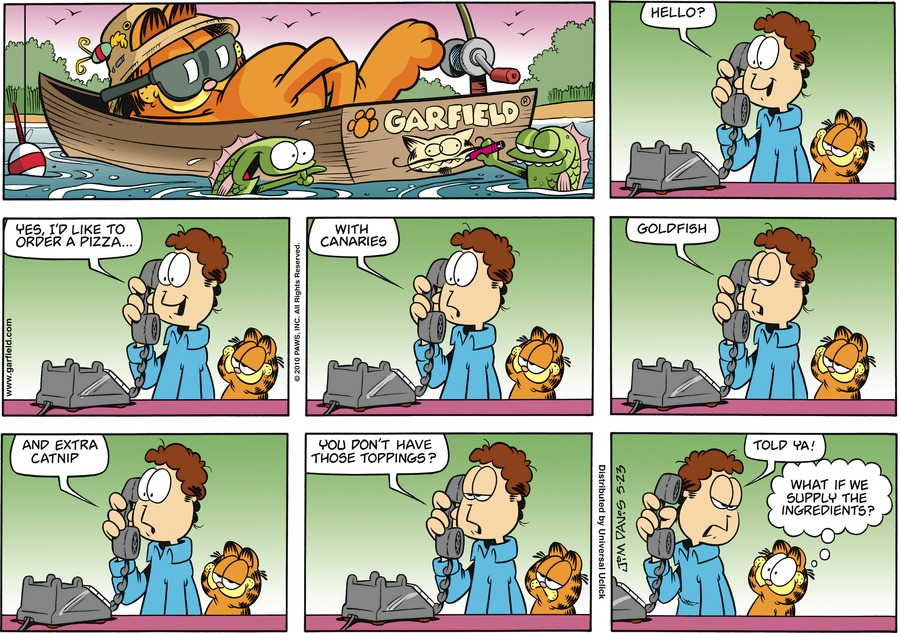 GARFIELD®
HELLO?
YES, I'D LIKE TO
ORDER A PIZZA...
www.garfield.com
WITH
CANARIES
© 2010 PAWS, INC. All Rights Reserved.
GOLDFISH
AND EXTRA
CATNIP
YOU DON'T HAVE
THOSE TOPPINGS?
Distributed by Universal Uclick
JIM DAVIS 5-23
TOLD YA!
WHAT IF WE
SUPPLY THE
INGREDIENTS?